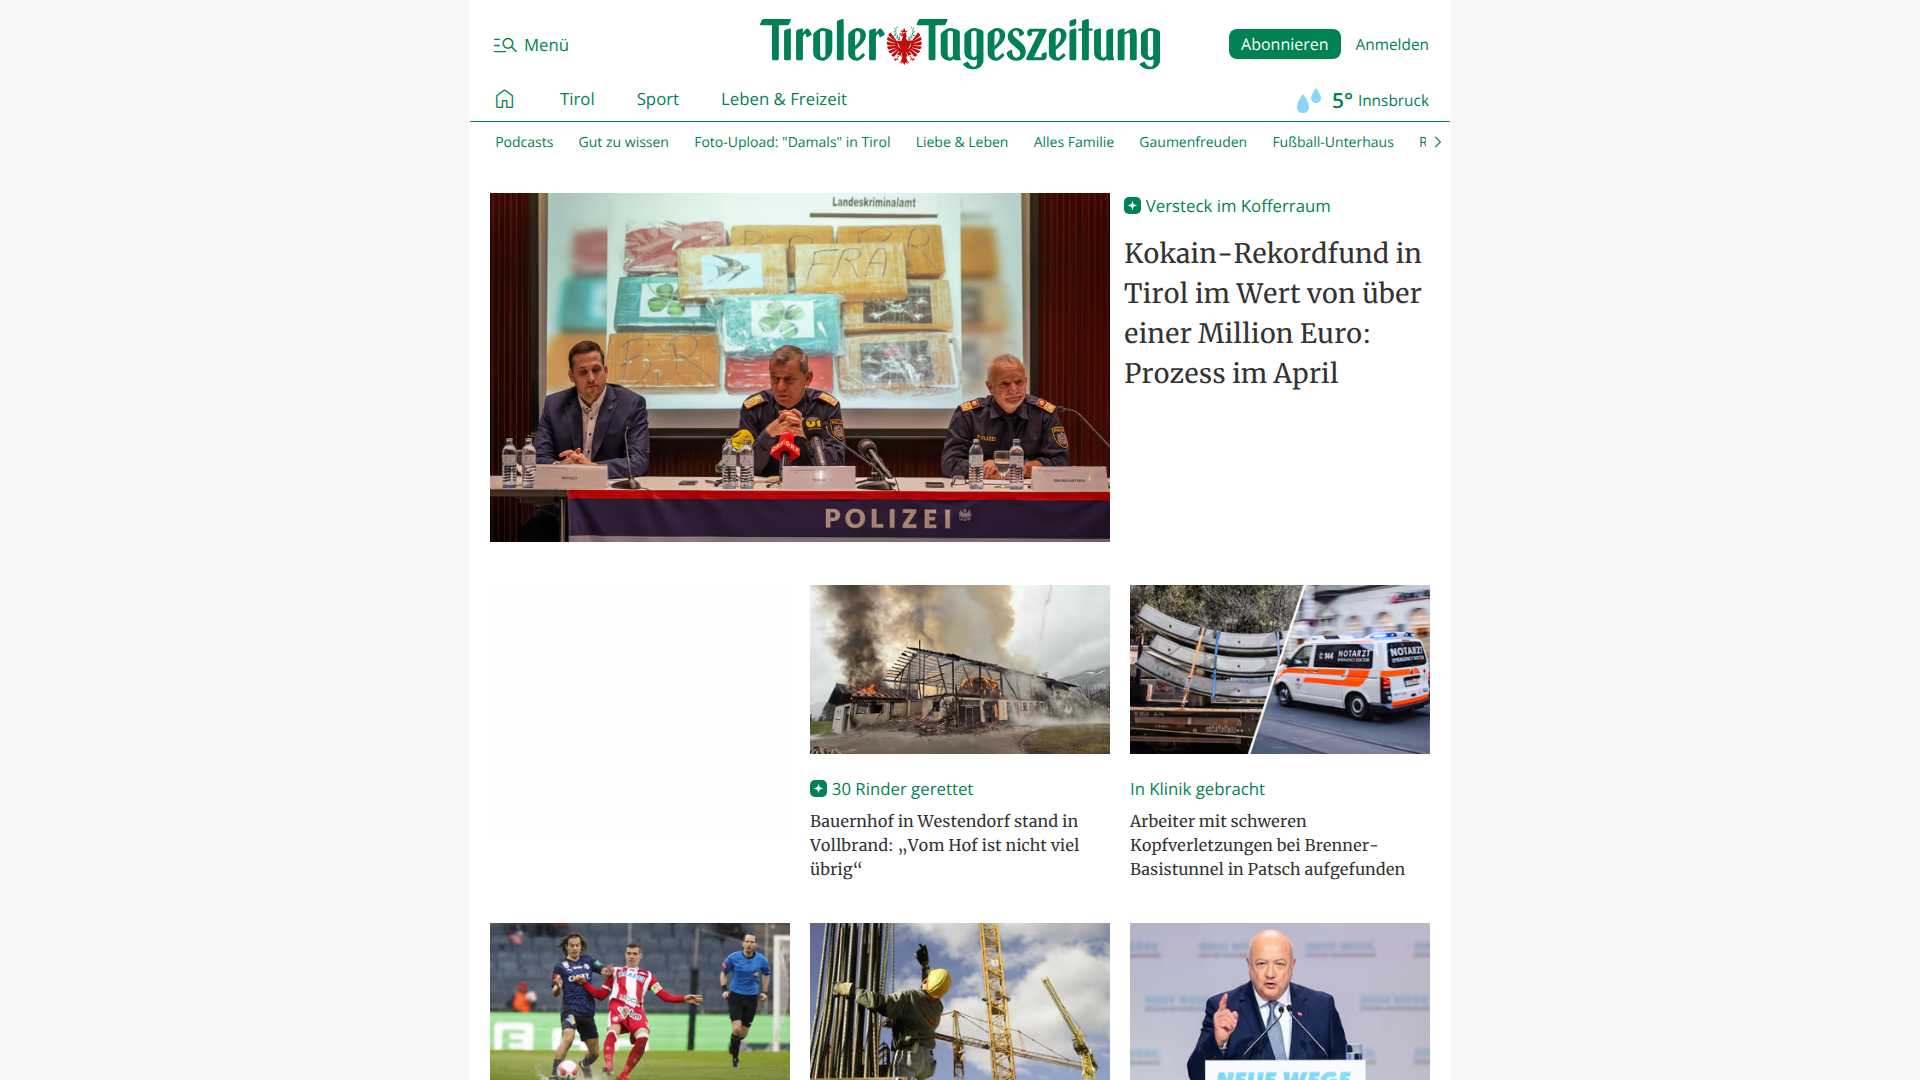 Menü
Tiroler Tageszeitung
Abonnieren
Anmelden
Tirol
Sport
Leben & Freizeit
5° Innsbruck
Podcasts
Gut zu wissen
Foto-Upload: "Damals" in Tirol
Liebe & Leben
Alles Familie
Gaumenfreuden
Fußball-Unterhaus
R
Landeskriminalamt
FRA
BR
POLIZEI
POLIZEI
Versteck im Kofferraum
Kokain-Rekordfund in
Tirol im Wert von über
einer Million Euro:
Prozess im April
144 NOTARZT
NOTARZT
30 Rinder gerettet
Bauernhof in Westendorf stand in
Vollbrand: „Vom Hof ist nicht viel
übrig“
In Klinik gebracht
Arbeiter mit schweren
Kopfverletzungen bei Brenner-
Basistunnel in Patsch aufgefunden
NEUE WEGE